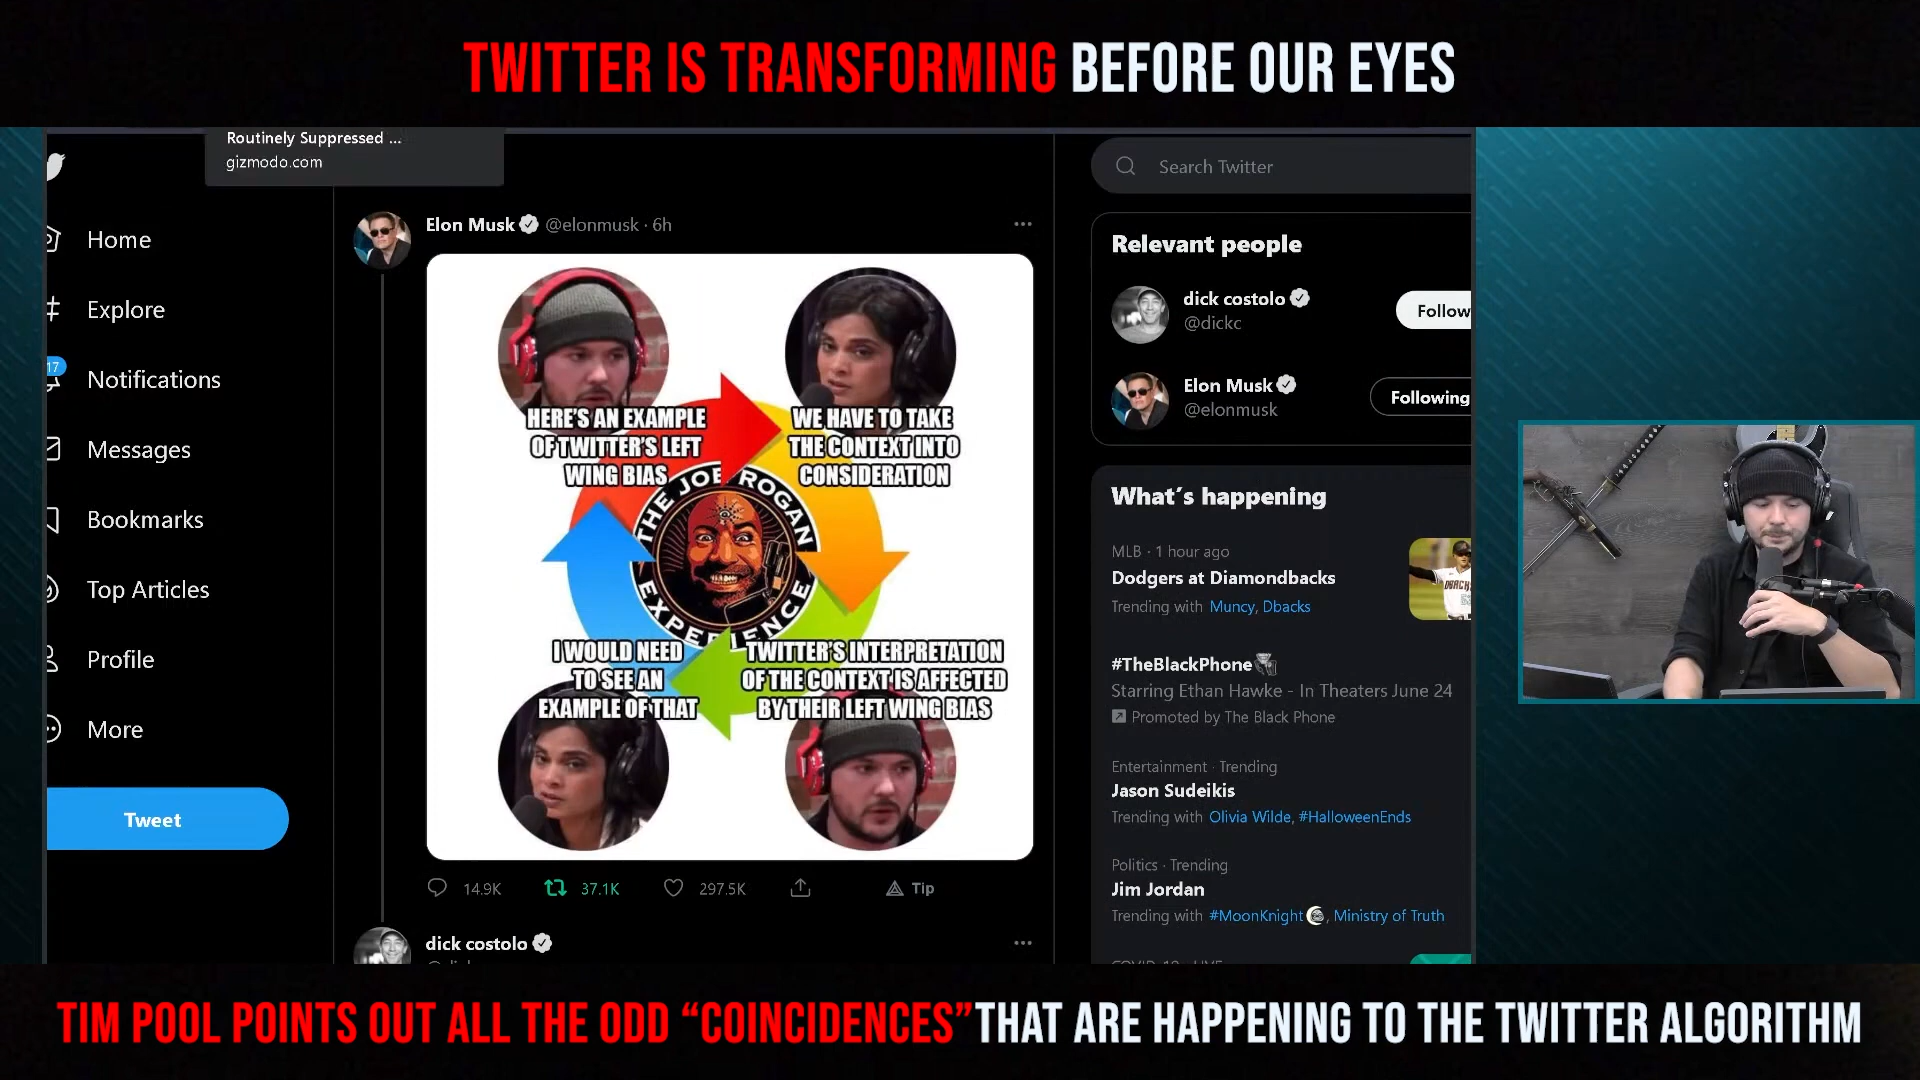 TWITTER IS TRANSFORMING BEFORE OUR EYES
Routinely Suppressed ...
gizmodo.com
Home
Explore
17
Notifications
Messages
Bookmarks
Top Articles
Profile
More
Tweet
Elon Musk @elonmusk · 6h
HERE'S AN EXAMPLE
OF TWITTER'S LEFT
WING BIAS
WE HAVE TO TAKE
THE CONTEXT INTO
CONSIDERATION
THE JOE ROGAN
EXPERIENCE
I WOULD NEED
TO SEE AN
EXAMPLE OF THAT
TWITTER'S INTERPRETATION
OF THE CONTEXT IS AFFECTED
BY THEIR LEFT WING BIAS
14.9K 37.1K 297.5K Tip
dick costolo
Search Twitter
Relevant people
dick costolo
@dickc
Follow
Elon Musk
@elonmusk
Following
What's happening
MLB · 1 hour ago
Dodgers at Diamondbacks
Trending with Muncy, Dbacks
#TheBlackPhone
Starring Ethan Hawke - In Theaters June 24
Promoted by The Black Phone
Entertainment · Trending
Jason Sudeikis
Trending with Olivia Wilde, #HalloweenEnds
Politics · Trending
Jim Jordan
Trending with #MoonKnight, Ministry of Truth
TIM POOL POINTS OUT ALL THE ODD “COINCIDENCES” THAT ARE HAPPENING TO THE TWITTER ALGORITHM